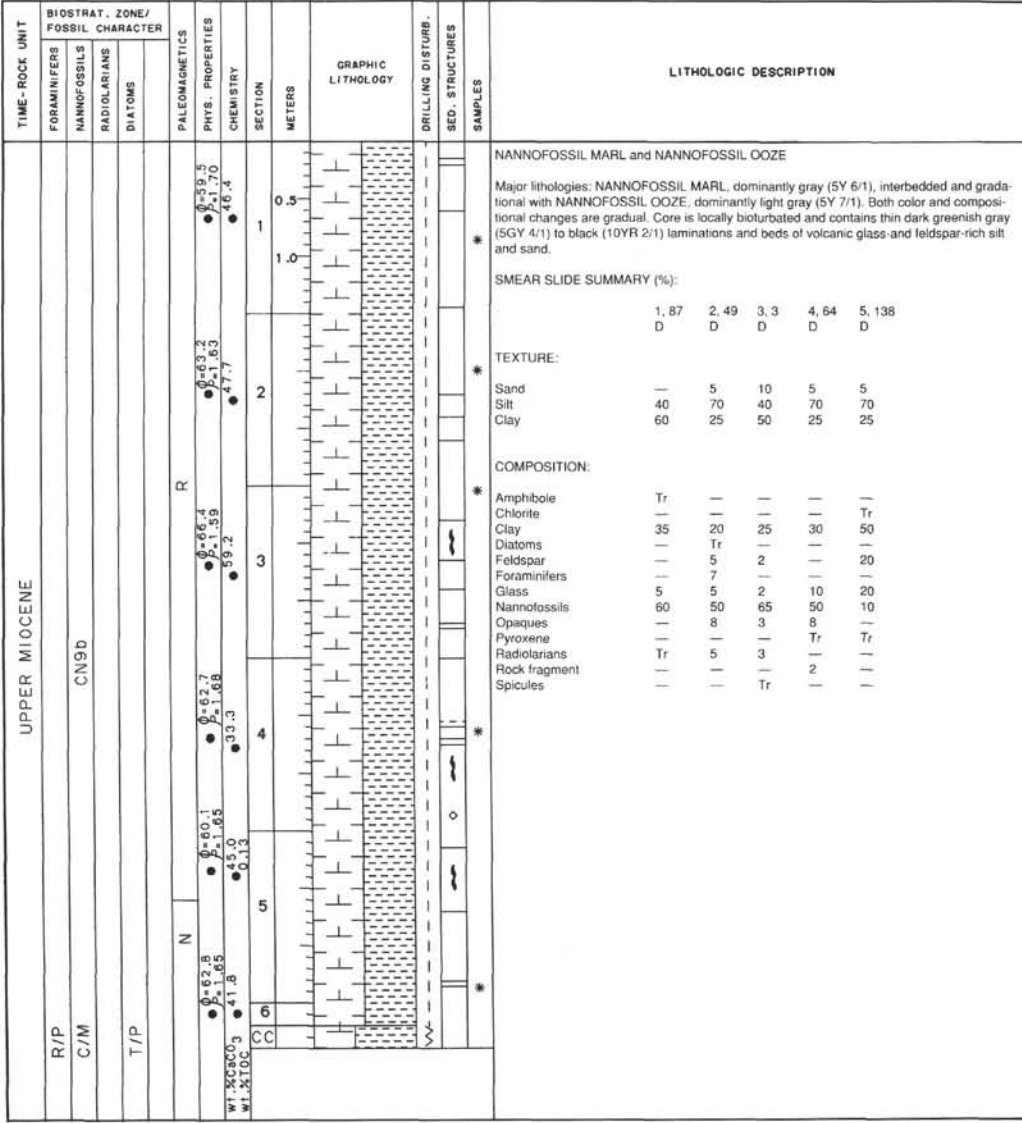 TIME-ROCK UNIT
BIOSTRAT. ZONE/
FOSSIL CHARACTER
FORAMINIFERS
NANNOFOSSILS
RADIOLARIANS
DIATOMS
PALEOMAGNETICS
PHYS. PROPERTIES
CHEMISTRY
SECTION
METERS
GRAPHIC
LITHOLOGY
DRILLING DISTURB.
SED. STRUCTURES
SAMPLES
LITHOLOGIC DESCRIPTION
UPPER MIOCENE
R/P
C/M
CN9b
T/P
R
N
Φ=59.5
ρ=1.70
46.4
Φ=63.2
ρ=1.63
47.7
Φ=66.4
ρ=1.59
59.2
Φ=62.7
ρ=1.68
33.3
Φ=60.1
ρ=1.65
45.0
0.13
Φ=62.8
ρ=1.65
41.8
wt.%CaCO3
wt.%TOC
1
2
3
4
5
6
CC
0.5
1.0
*
*
*
*
*
NANNOFOSSIL MARL and NANNOFOSSIL OOZE
Major lithologies: NANNOFOSSIL MARL, dominantly gray (5Y 6/1), interbedded and grada-
tional with NANNOFOSSIL OOZE, dominantly light gray (5Y 7/1). Both color and composi-
tional changes are gradual. Core is locally bioturbated and contains thin dark greenish gray
(5GY 4/1) to black (10YR 2/1) laminations and beds of volcanic glass-and feldspar-rich silt
and sand.
SMEAR SLIDE SUMMARY (%):
1, 87 2, 49 3, 3 4, 64 5, 138
D D D D D
TEXTURE:
Sand — 5 10 5 5
Silt 40 70 40 70 70
Clay 60 25 50 25 25
COMPOSITION:
Amphibole Tr — — — —
Chlorite — — — — Tr
Clay 35 20 25 30 50
Diatoms — Tr — — —
Feldspar — 5 2 — 20
Foraminifers — 7 — — —
Glass 5 5 2 10 20
Nannofossils 60 50 65 50 10
Opaques — 8 3 8 —
Pyroxene — — — Tr Tr
Radiolarians Tr 5 3 — —
Rock fragment — — — 2 —
Spicules — — Tr — —